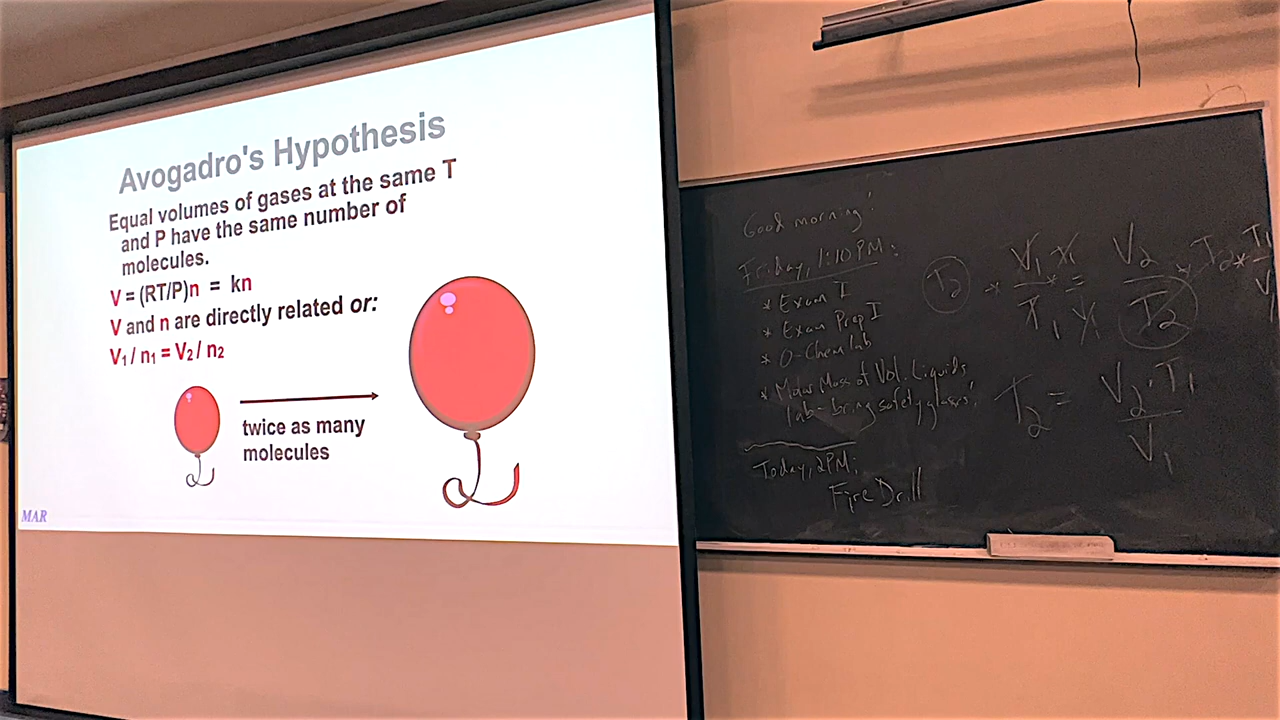 Avogadro's Hypothesis
Equal volumes of gases at the same T
and P have the same number of
molecules.
V = (RT/P)n = kn
V and n are directly related or:
V₁ / n₁ = V₂ / n₂
twice as many
molecules
MAR
Good morning!
Friday, 1:10 PM:
* Exam I
* Exam Prep I
* O-Chem lab
* Molar Mass of Vol. Liquids
lab - bring safety glasses!
Today, 2PM:
Fire Drill
T₂ * V₁ = V₂ * T₂ * T₁
T₁ T₂ V
T₂ = V₂ · T₁
V₁